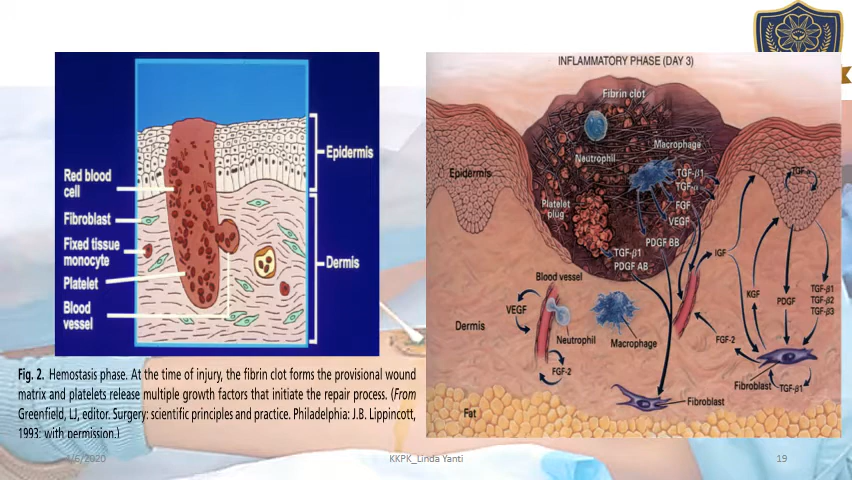 Red blood
cell
Fibroblast
Fixed tissue
monocyte
Platelet
Blood
vessel
Epidermis
Dermis
Fig. 2. Hemostasis phase. At the time of injury, the fibrin clot forms the provisional wound
matrix and platelets release multiple growth factors that initiate the repair process. (From
Greenfield, LJ, editor. Surgery: scientific principles and practice. Philadelphia: J.B. Lippincott,
1993; with permission.)
INFLAMMATORY PHASE (DAY 3)
Fibrin clot
Neutrophil
Macrophage
Epidermis
TGF-β1
TGF-α
FGF
VEGF
Platelet
plug
PDGF BB
TGF-β1
PDGF AB
IGF
Blood vessel
VEGF
Dermis
Neutrophil
Macrophage
FGF-2
FGF-2
KGF
PDGF
TGF-β1
TGF-β2
TGF-β3
Fibroblast
TGF-β1
Fibroblast
Fat
/6/2020
KKPK_Linda Yanti
19